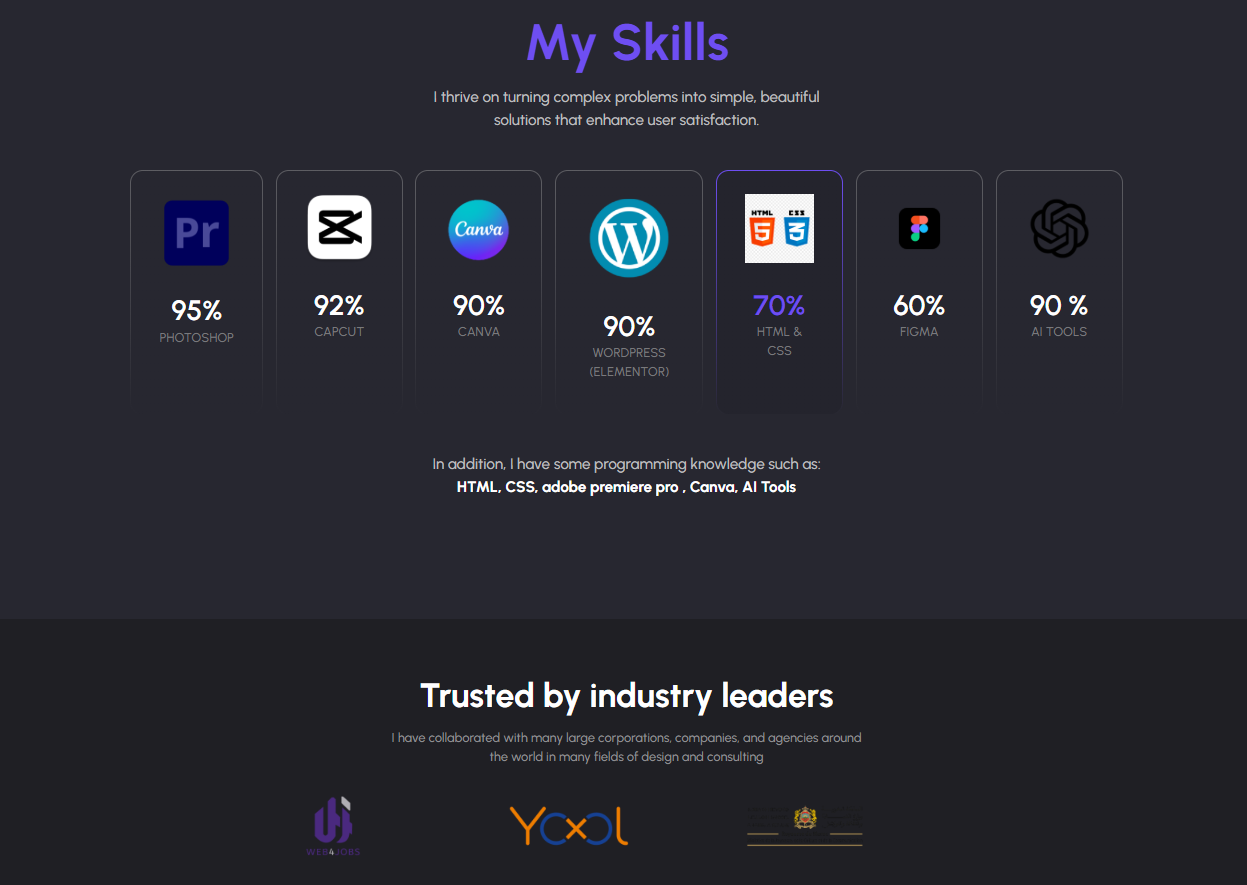 My Skills
I thrive on turning complex problems into simple, beautiful
solutions that enhance user satisfaction.
Pr
95%
PHOTOSHOP
92%
CAPCUT
Canva
90%
CANVA
W
90%
WORDPRESS
(ELEMENTOR)
HTML CSS
5 3
70%
HTML &
CSS
60%
FIGMA
90 %
AI TOOLS
In addition, I have some programming knowledge such as:
HTML, CSS, adobe premiere pro , Canva, AI Tools
Trusted by industry leaders
I have collaborated with many large corporations, companies, and agencies around
the world in many fields of design and consulting
WEB4JOBS
YOOL